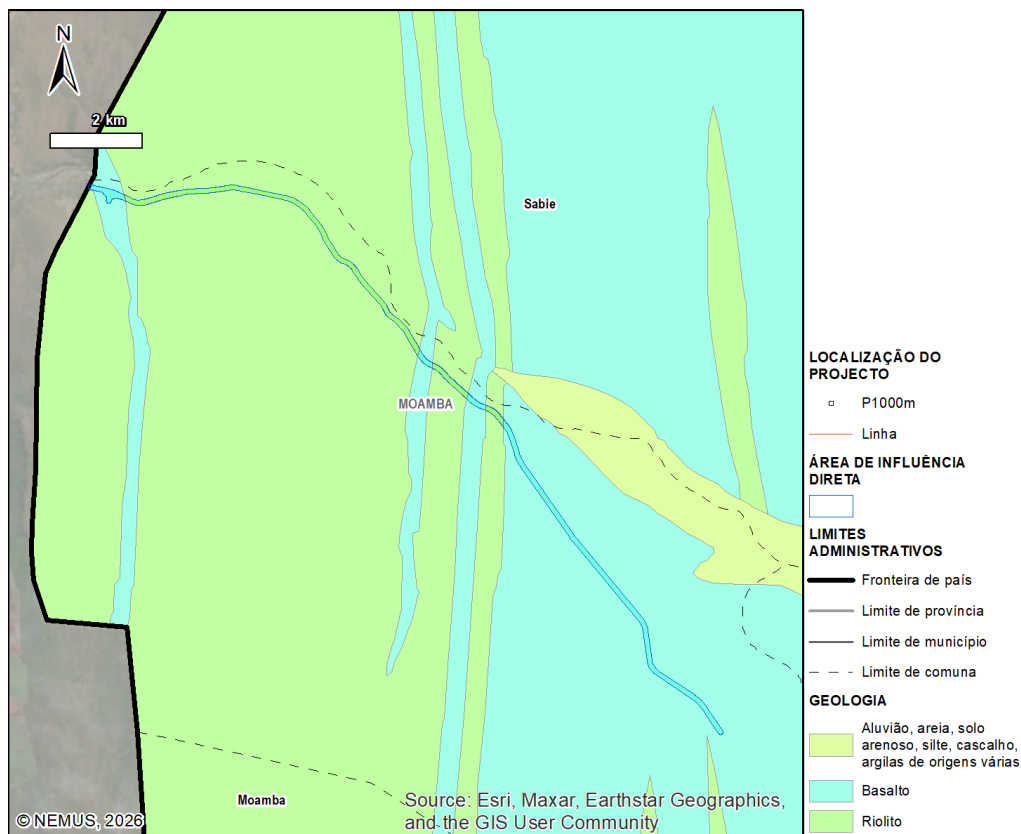 N
2 km
Sabie
MOAMBA
Moamba
Source: Esri, Maxar, Earthstar Geographics,
and the GIS User Community
© NEMUS, 2026
LOCALIZAÇÃO DO
PROJECTO
P1000m
Linha
ÁREA DE INFLUÊNCIA
DIRETA
LIMITES
ADMINISTRATIVOS
Fronteira de país
Limite de província
Limite de município
Limite de comuna
GEOLOGIA
Aluvião, areia, solo
arenoso, silte, cascalho,
argilas de origens várias
Basalto
Riolito